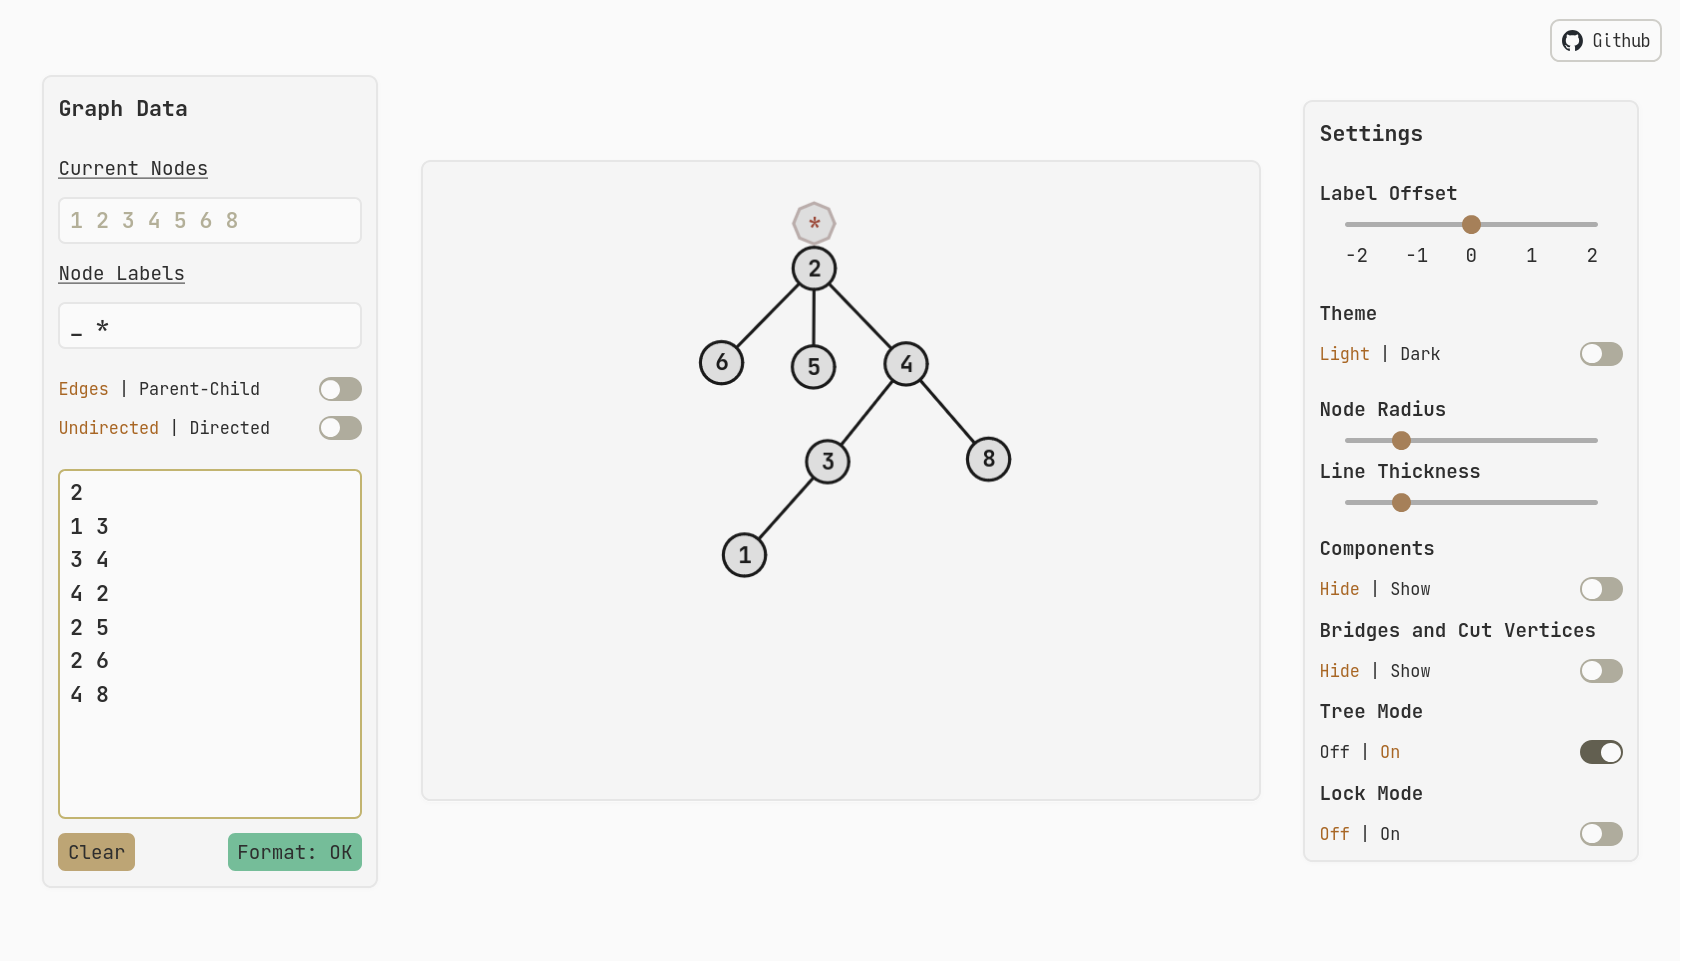 Github
Graph Data
Current Nodes
1 2 3 4 5 6 8
Node Labels
_ *
Edges | Parent-Child
Undirected | Directed
2
1 3
3 4
4 2
2 5
2 6
4 8
Clear
Format: OK
*
2
6
5
4
3
8
1
Settings
Label Offset
-2 -1 0 1 2
Theme
Light | Dark
Node Radius
Line Thickness
Components
Hide | Show
Bridges and Cut Vertices
Hide | Show
Tree Mode
Off | On
Lock Mode
Off | On